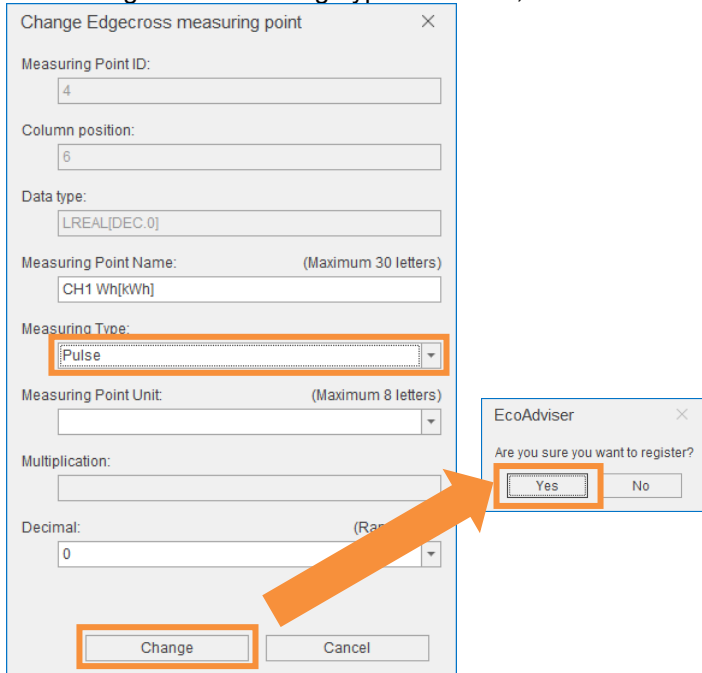 Change Edgecross measuring point
Measuring Point ID:
4
Column position:
6
Data type:
LREAL[DEC.0]
Measuring Point Name: (Maximum 30 letters)
CH1 Wh[kWh]
Measuring Type:
Pulse
Measuring Point Unit: (Maximum 8 letters)
Multiplication:
Decimal:
0
Change Cancel
EcoAdviser
Are you sure you want to register?
Yes No